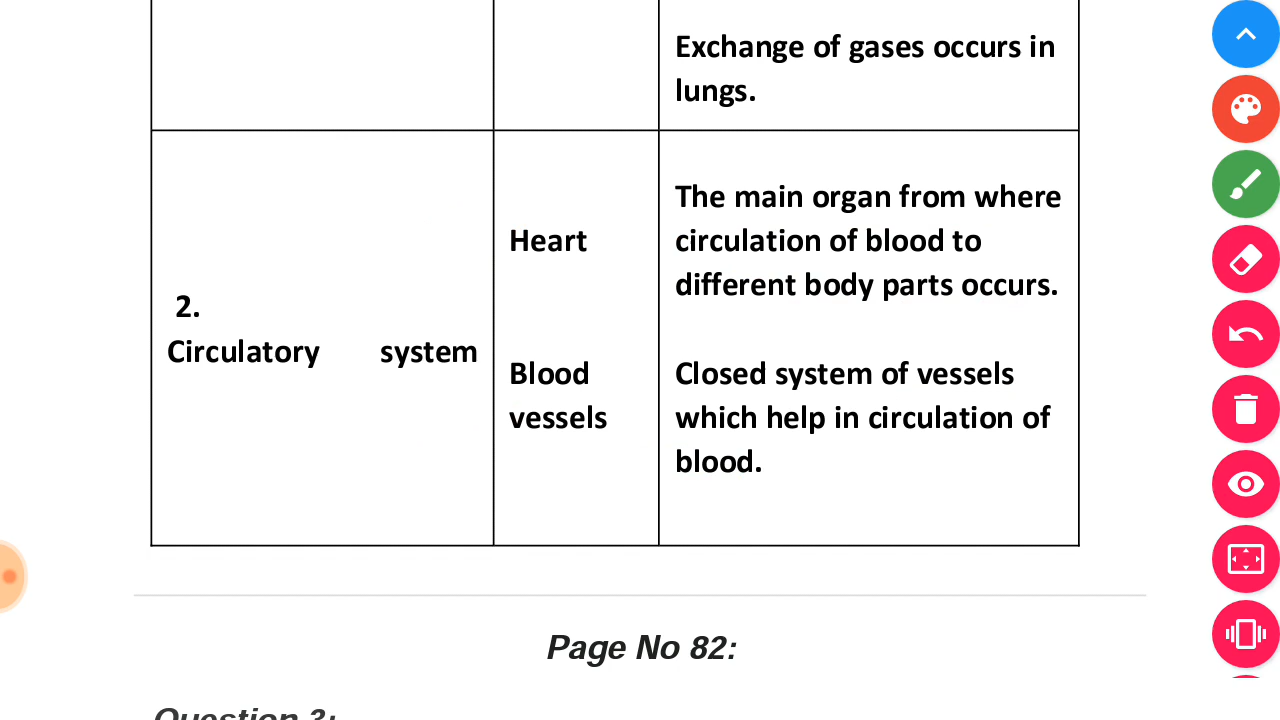 Exchange of gases occurs in
lungs.
2.
Circulatory system
Heart
Blood
vessels
The main organ from where
circulation of blood to
different body parts occurs.
Closed system of vessels
which help in circulation of
blood.
Page No 82:
Question 3: